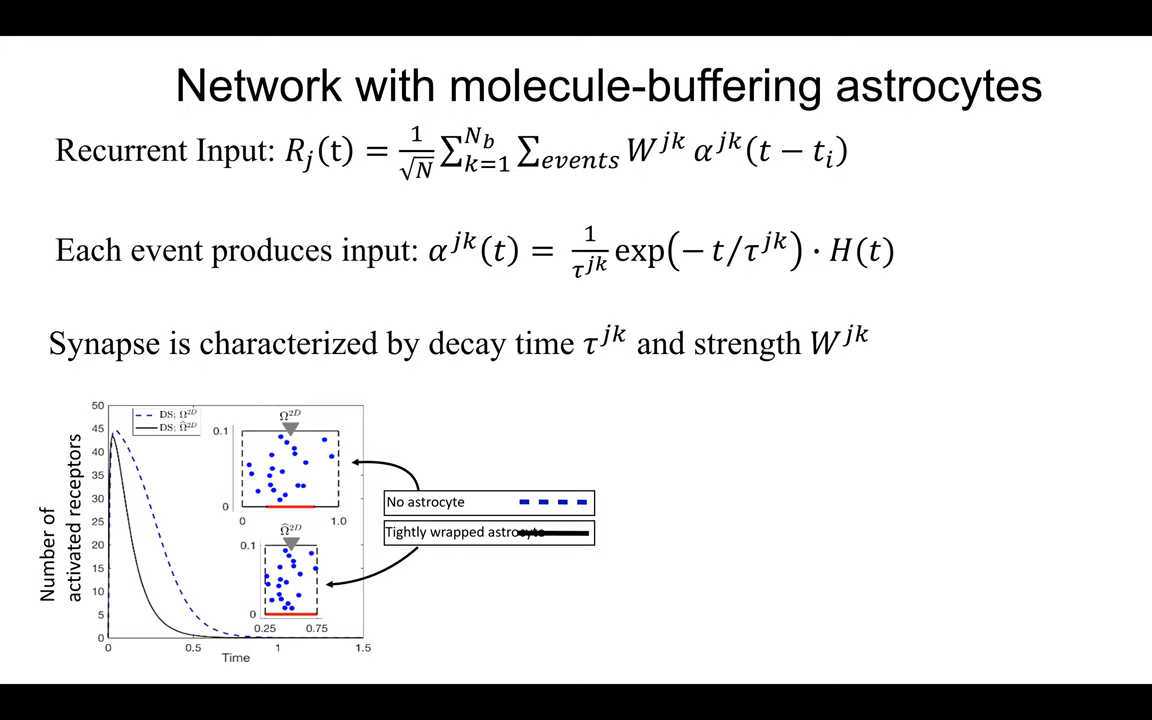 Network with molecule-buffering astrocytes
Recurrent Input: R_j(t) = 1/√N ∑_{k=1}^{N_b} ∑_{events} W^{jk} α^{jk}(t − t_i)
Each event produces input: α^{jk}(t) = 1/τ^{jk} exp(− t/τ^{jk}) · H(t)
Synapse is characterized by decay time τ^{jk} and strength W^{jk}
Number of
activated receptors
50
45
40
35
30
25
20
15
10
5
0
0
0.5
1
1.5
Time
DS; Ω^{2D}
DS; Ω̂^{2D}
Ω^{2D}
0.1
0
0
1.0
Ω̂^{2D}
0.1
0
0.25
0.75
No astrocyte
Tightly wrapped astrocyte